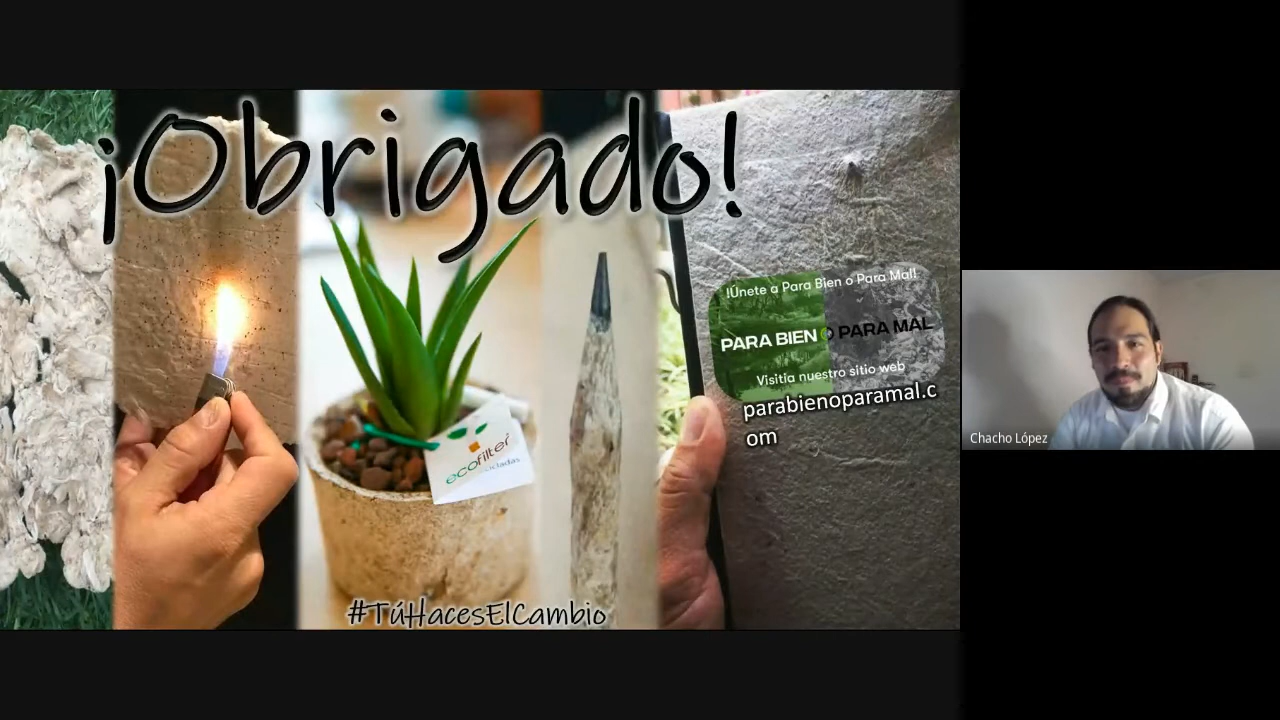 ¡Obrigado!
!Únete a Para Bien o Para Mal!
PARA BIEN O PARA MAL
Visitia nuestro sitio web
parabienoparamal.c
om
ecofilter
#TúHacesElCambio
Chacho López